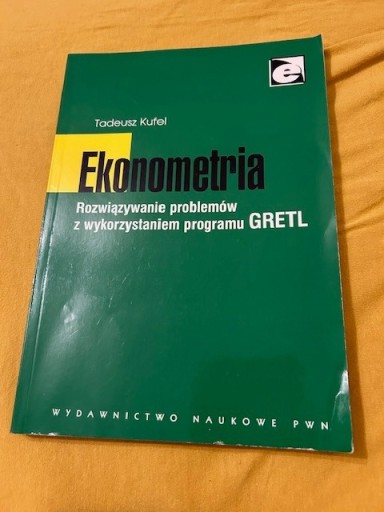 e
Tadeusz Kufel
Ekonometria
Rozwiązywanie problemów
z wykorzystaniem programu GRETL
WYDAWNICTWO NAUKOWE PWN